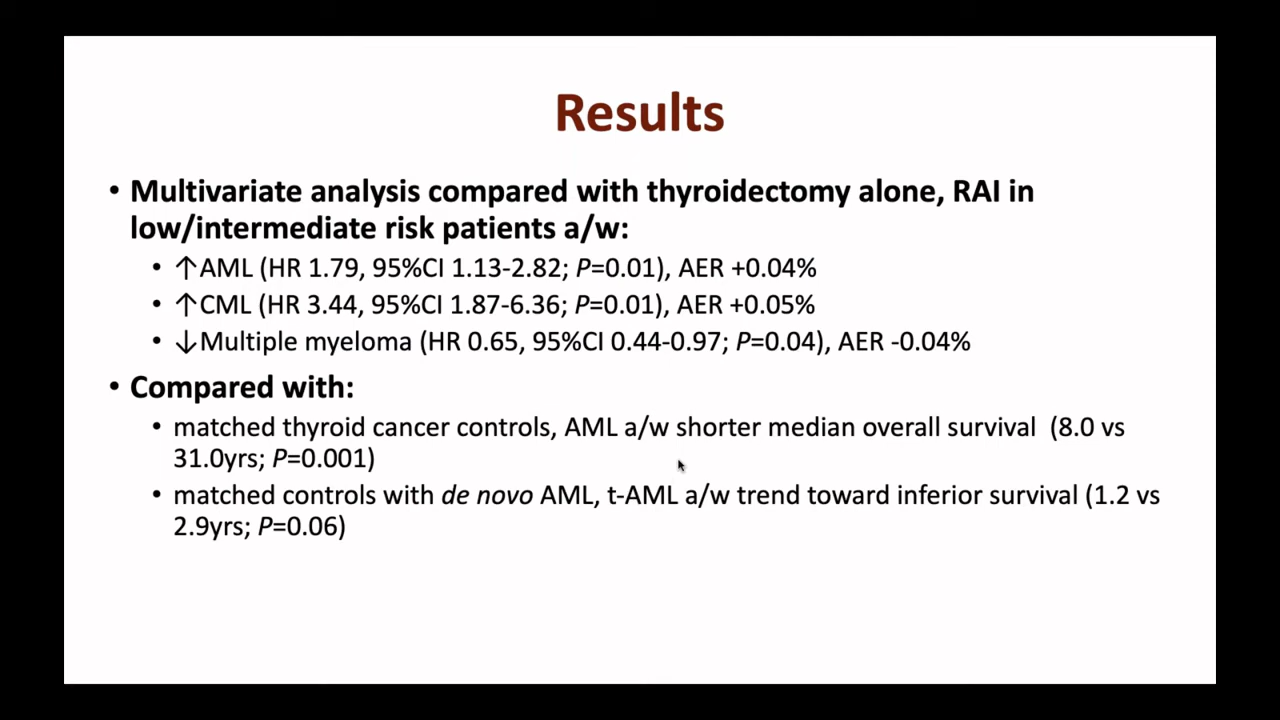 Results
• Multivariate analysis compared with thyroidectomy alone, RAI in
low/intermediate risk patients a/w:
• ↑AML (HR 1.79, 95%CI 1.13-2.82; P=0.01), AER +0.04%
• ↑CML (HR 3.44, 95%CI 1.87-6.36; P=0.01), AER +0.05%
• ↓Multiple myeloma (HR 0.65, 95%CI 0.44-0.97; P=0.04), AER -0.04%
• Compared with:
• matched thyroid cancer controls, AML a/w shorter median overall survival (8.0 vs
31.0yrs; P=0.001)
• matched controls with de novo AML, t-AML a/w trend toward inferior survival (1.2 vs
2.9yrs; P=0.06)